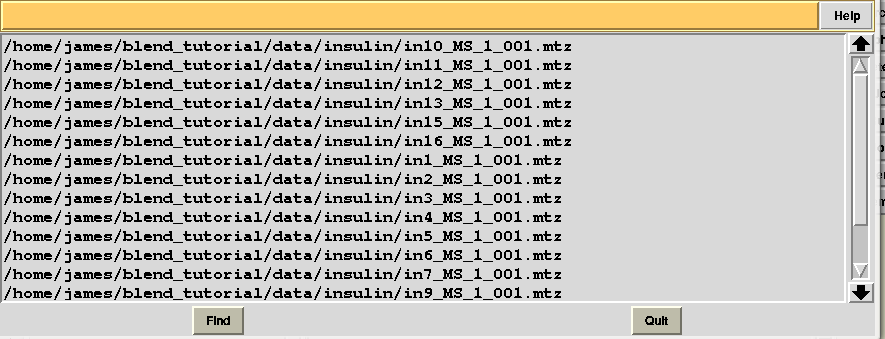 Help
/home/james/blend_tutorial/data/insulin/in10_MS_1_001.mtz
/home/james/blend_tutorial/data/insulin/in11_MS_1_001.mtz
/home/james/blend_tutorial/data/insulin/in12_MS_1_001.mtz
/home/james/blend_tutorial/data/insulin/in13_MS_1_001.mtz
/home/james/blend_tutorial/data/insulin/in15_MS_1_001.mtz
/home/james/blend_tutorial/data/insulin/in16_MS_1_001.mtz
/home/james/blend_tutorial/data/insulin/in1_MS_1_001.mtz
/home/james/blend_tutorial/data/insulin/in2_MS_1_001.mtz
/home/james/blend_tutorial/data/insulin/in3_MS_1_001.mtz
/home/james/blend_tutorial/data/insulin/in4_MS_1_001.mtz
/home/james/blend_tutorial/data/insulin/in5_MS_1_001.mtz
/home/james/blend_tutorial/data/insulin/in6_MS_1_001.mtz
/home/james/blend_tutorial/data/insulin/in7_MS_1_001.mtz
/home/james/blend_tutorial/data/insulin/in9_MS_1_001.mtz
Find Quit